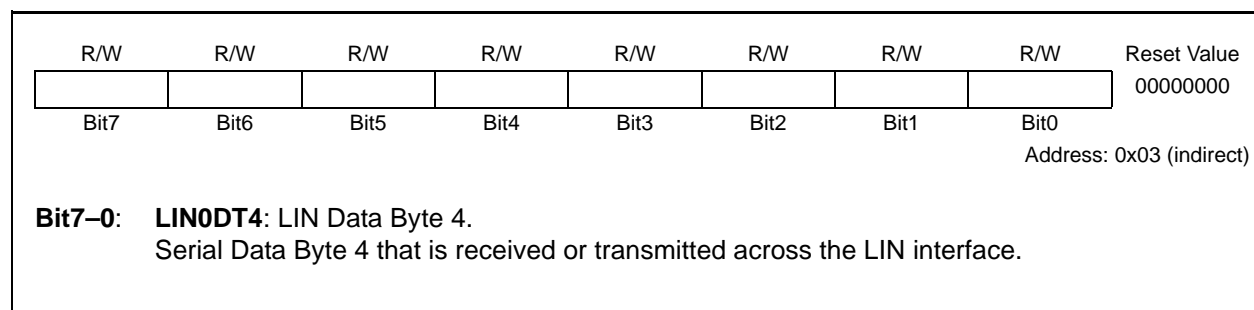 R/W R/W R/W R/W R/W R/W R/W R/W Reset Value
00000000
Bit7 Bit6 Bit5 Bit4 Bit3 Bit2 Bit1 Bit0
Address: 0x03 (indirect)
Bit7–0: LIN0DT4: LIN Data Byte 4.
Serial Data Byte 4 that is received or transmitted across the LIN interface.